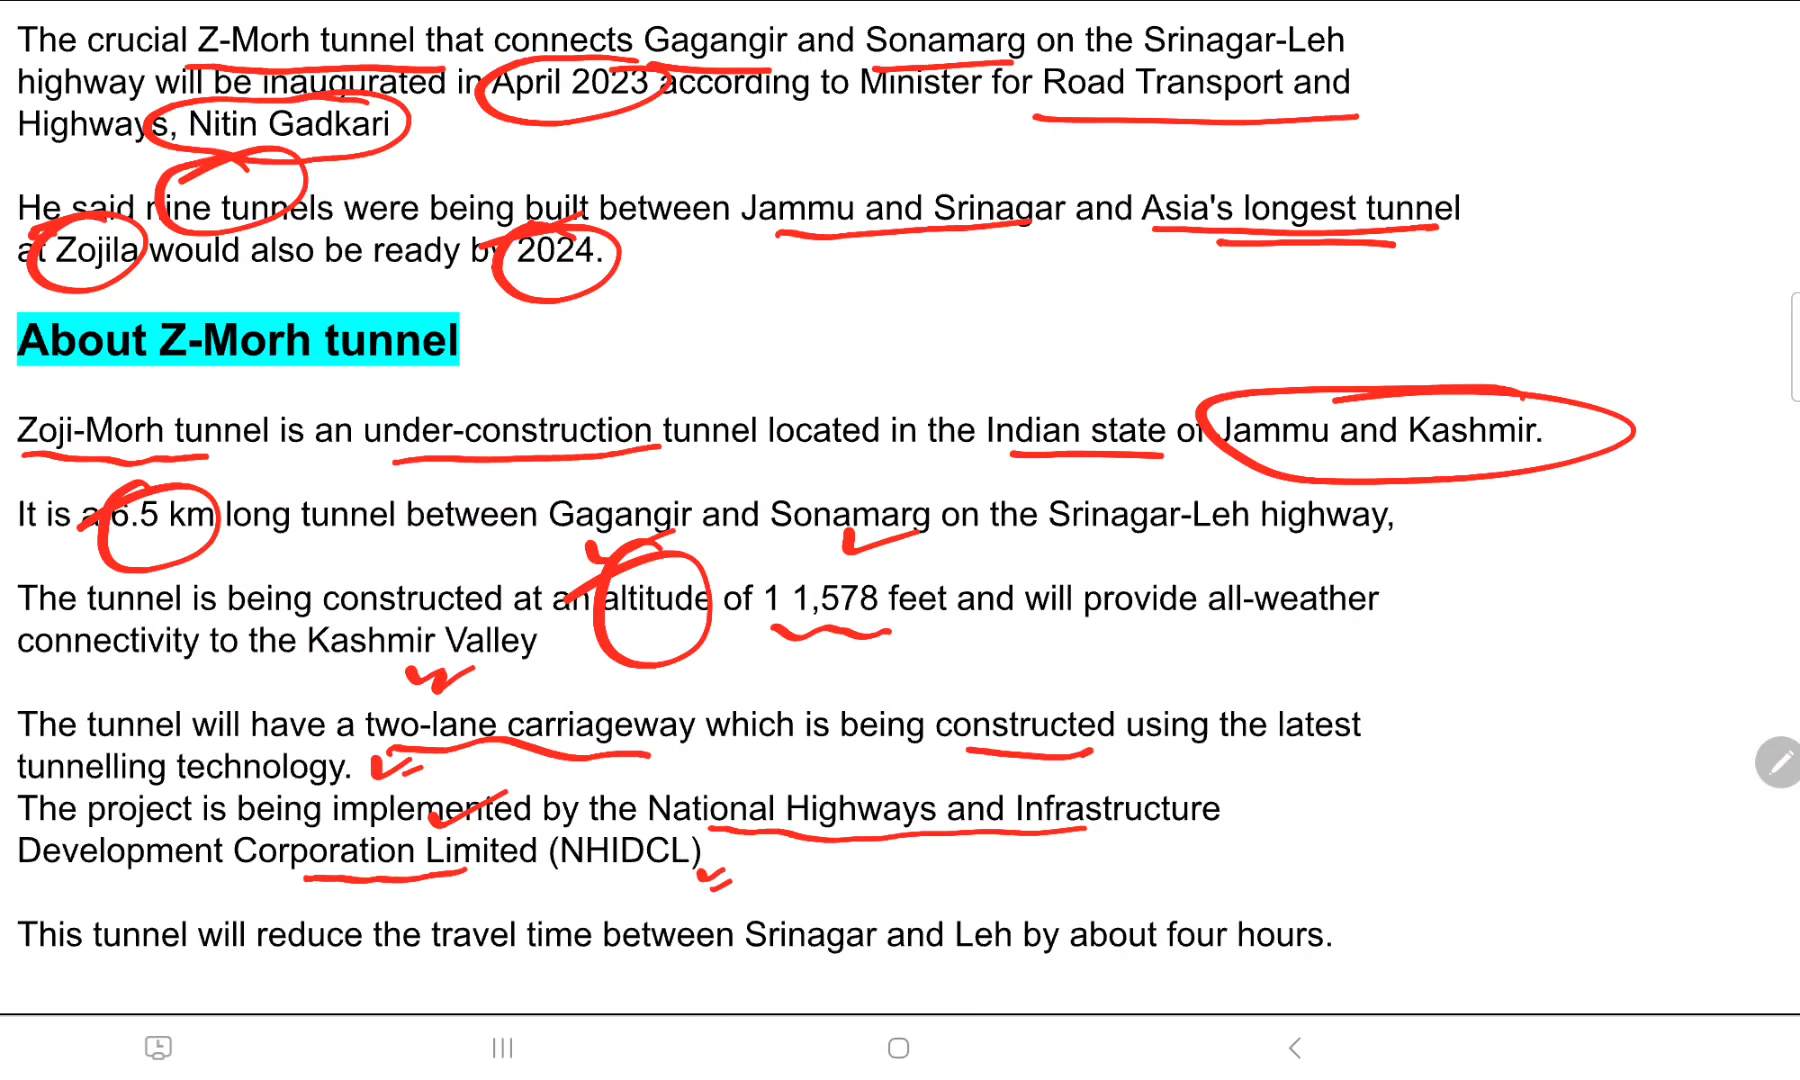 The crucial Z-Morh tunnel that connects Gagangir and Sonamarg on the Srinagar-Leh
highway will be inaugurated in April 2023 according to Minister for Road Transport and
Highways, Nitin Gadkari
He said nine tunnels were being built between Jammu and Srinagar and Asia's longest tunnel
at Zojila would also be ready by 2024.
About Z-Morh tunnel
Zoji-Morh tunnel is an under-construction tunnel located in the Indian state of Jammu and Kashmir.
It is a 6.5 km long tunnel between Gagangir and Sonamarg on the Srinagar-Leh highway,
The tunnel is being constructed at an altitude of 1 1,578 feet and will provide all-weather
connectivity to the Kashmir Valley
The tunnel will have a two-lane carriageway which is being constructed using the latest
tunnelling technology.
The project is being implemented by the National Highways and Infrastructure
Development Corporation Limited (NHIDCL)
This tunnel will reduce the travel time between Srinagar and Leh by about four hours.